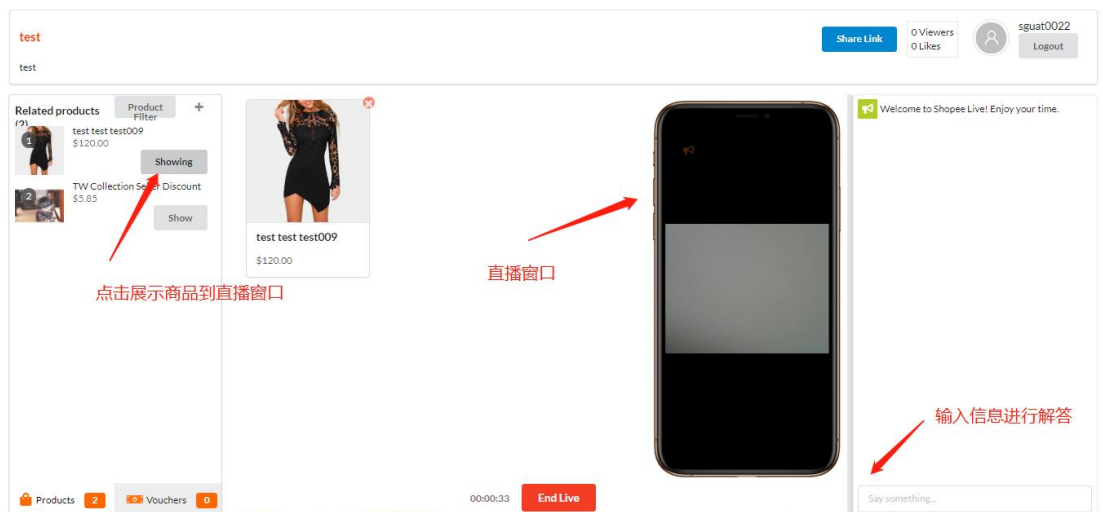 test
test
Share Link
0 Viewers
0 Likes
sguat0022
Logout
Related products
(2)
Product
Filter
+
1
test test test009
$120.00
Showing
2
TW Collection Seller Discount
$5.85
Show
点击展示商品到直播窗口
Products 2
Vouchers 0
test test test009
$120.00
直播窗口
00:00:33
End Live
Welcome to Shopee Live! Enjoy your time.
输入信息进行解答
Say something...